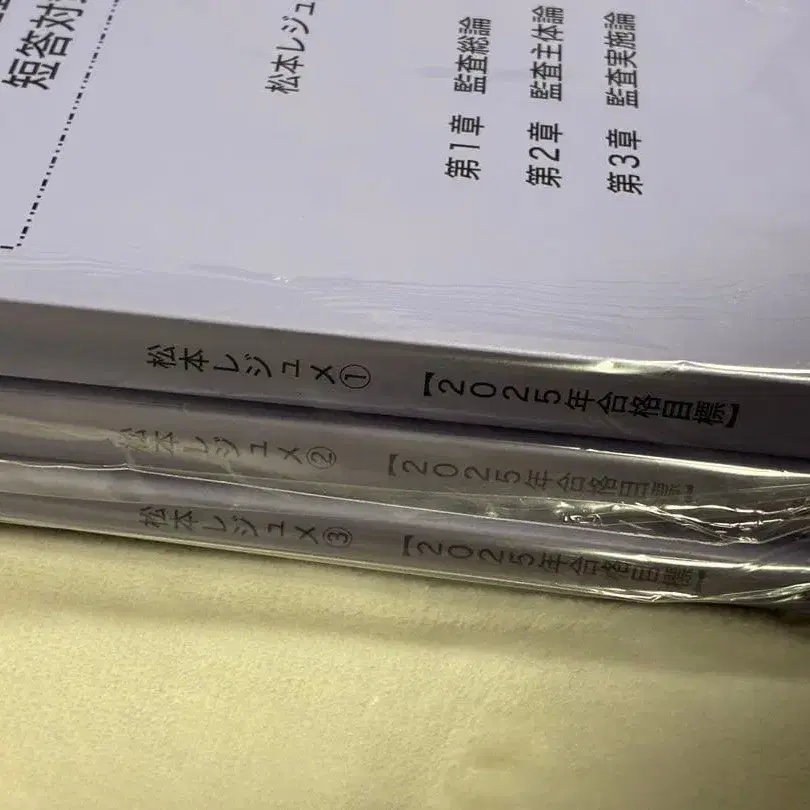 短答対
松本レジュ
第1章 監査総論
第2章 監査主体論
第3章 監査実施論
松本レジュメ① 【2025年合格目標】
松本レジュメ② 【2025年合格目標】
松本レジュメ③ 【2025年合格目標】